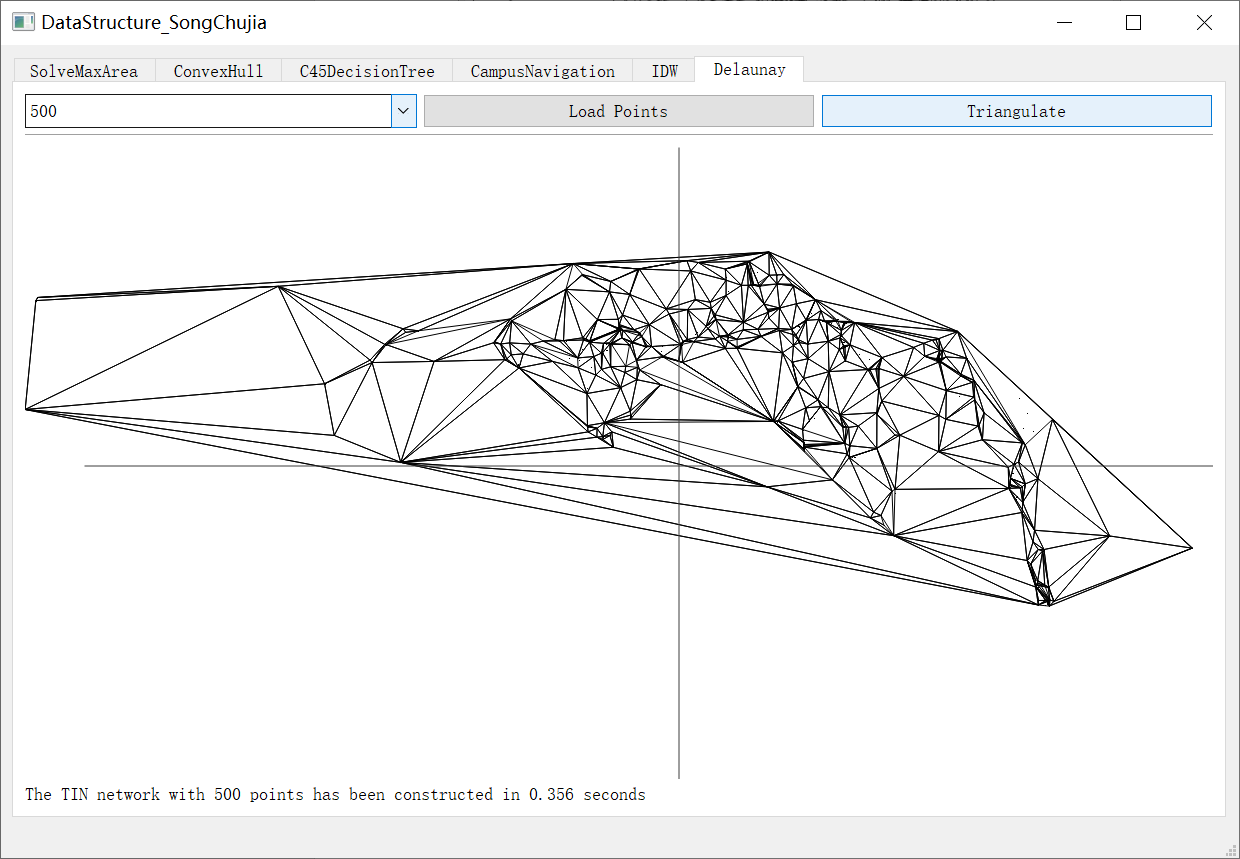 DataStructure_SongChujia
SolveMaxArea ConvexHull C45DecisionTree CampusNavigation IDW Delaunay
500 Load Points Triangulate
The TIN network with 500 points has been constructed in 0.356 seconds